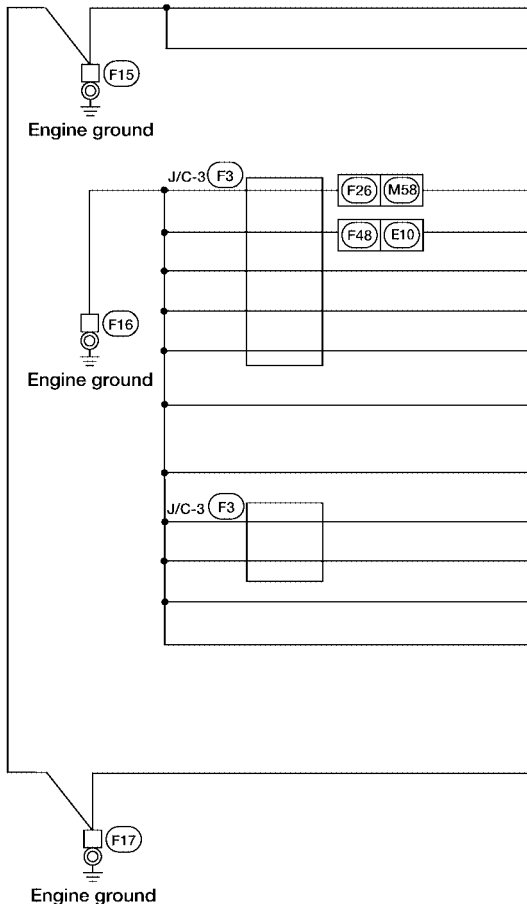 F15
Engine ground
J/C-3 F3
F26 M58
F48 E10
F16
Engine ground
J/C-3 F3
F17
Engine ground